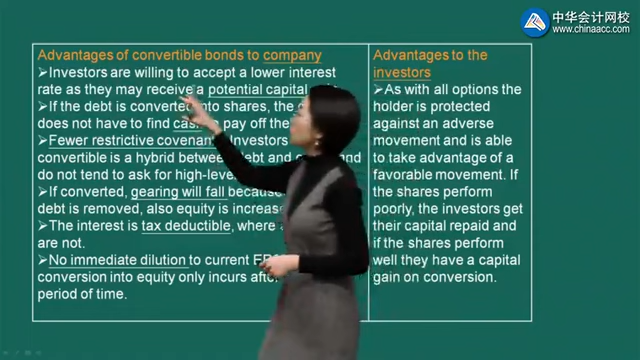 中华会计网校
www.chinaacc.com
Advantages of convertible bonds to company
➢Investors are willing to accept a lower interest
rate as they may receive a potential capital
➢If the debt is converted into shares, the
does not have to find cash pay off the
➢Fewer restrictive covenan Investors
convertible is a hybrid between debt and and
do not tend to ask for high-leve
➢If converted, gearing will fall because
debt is removed, also equity is increase
➢The interest is tax deductible, where
are not.
➢No immediate dilution to current
conversion into equity only incurs afte
period of time.
Advantages to the
investors
➢As with all options the
holder is protected
against an adverse
movement and is able
to take advantage of a
favorable movement. If
the shares perform
poorly, the investors get
their capital repaid and
if the shares perform
well they have a capital
gain on conversion.